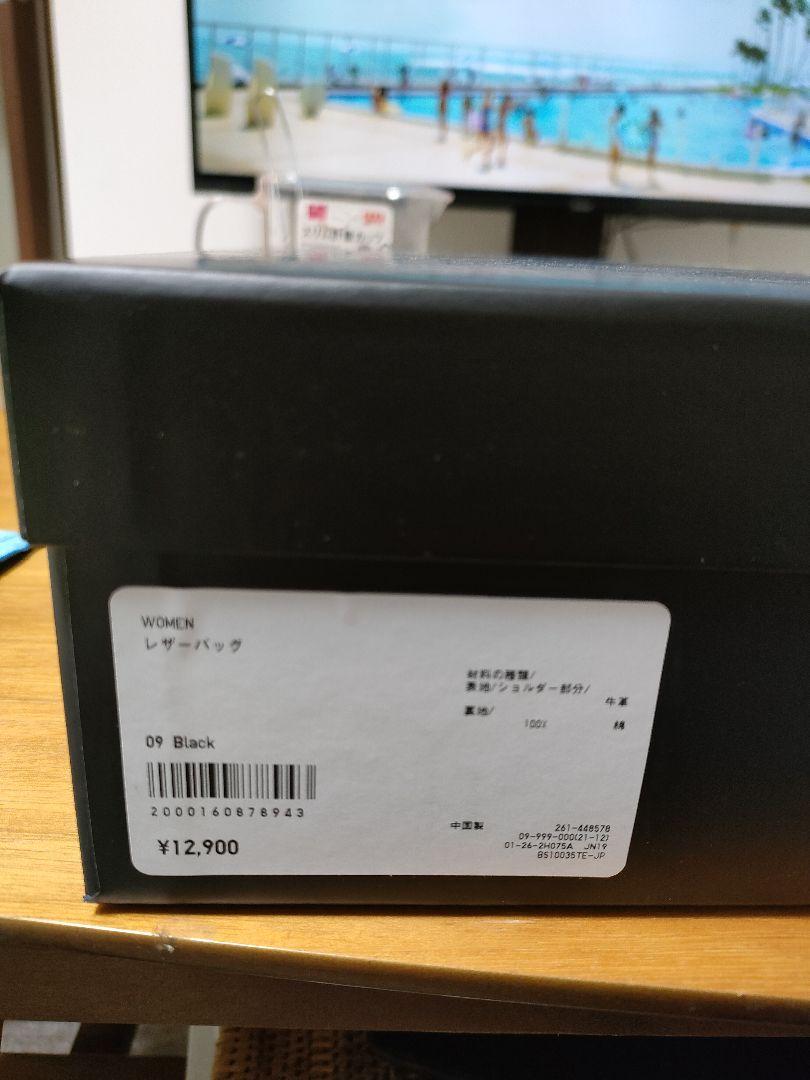 WOMEN
レザーバッグ
材料の種類/
表地/ショルダー部分/
牛革
裏地/
100% 綿
09 Black
2000160878943
¥12,900
中国製
261-448578
09-999-000(21-12)
01-26-2H075A JN19
BS10035TE-JP